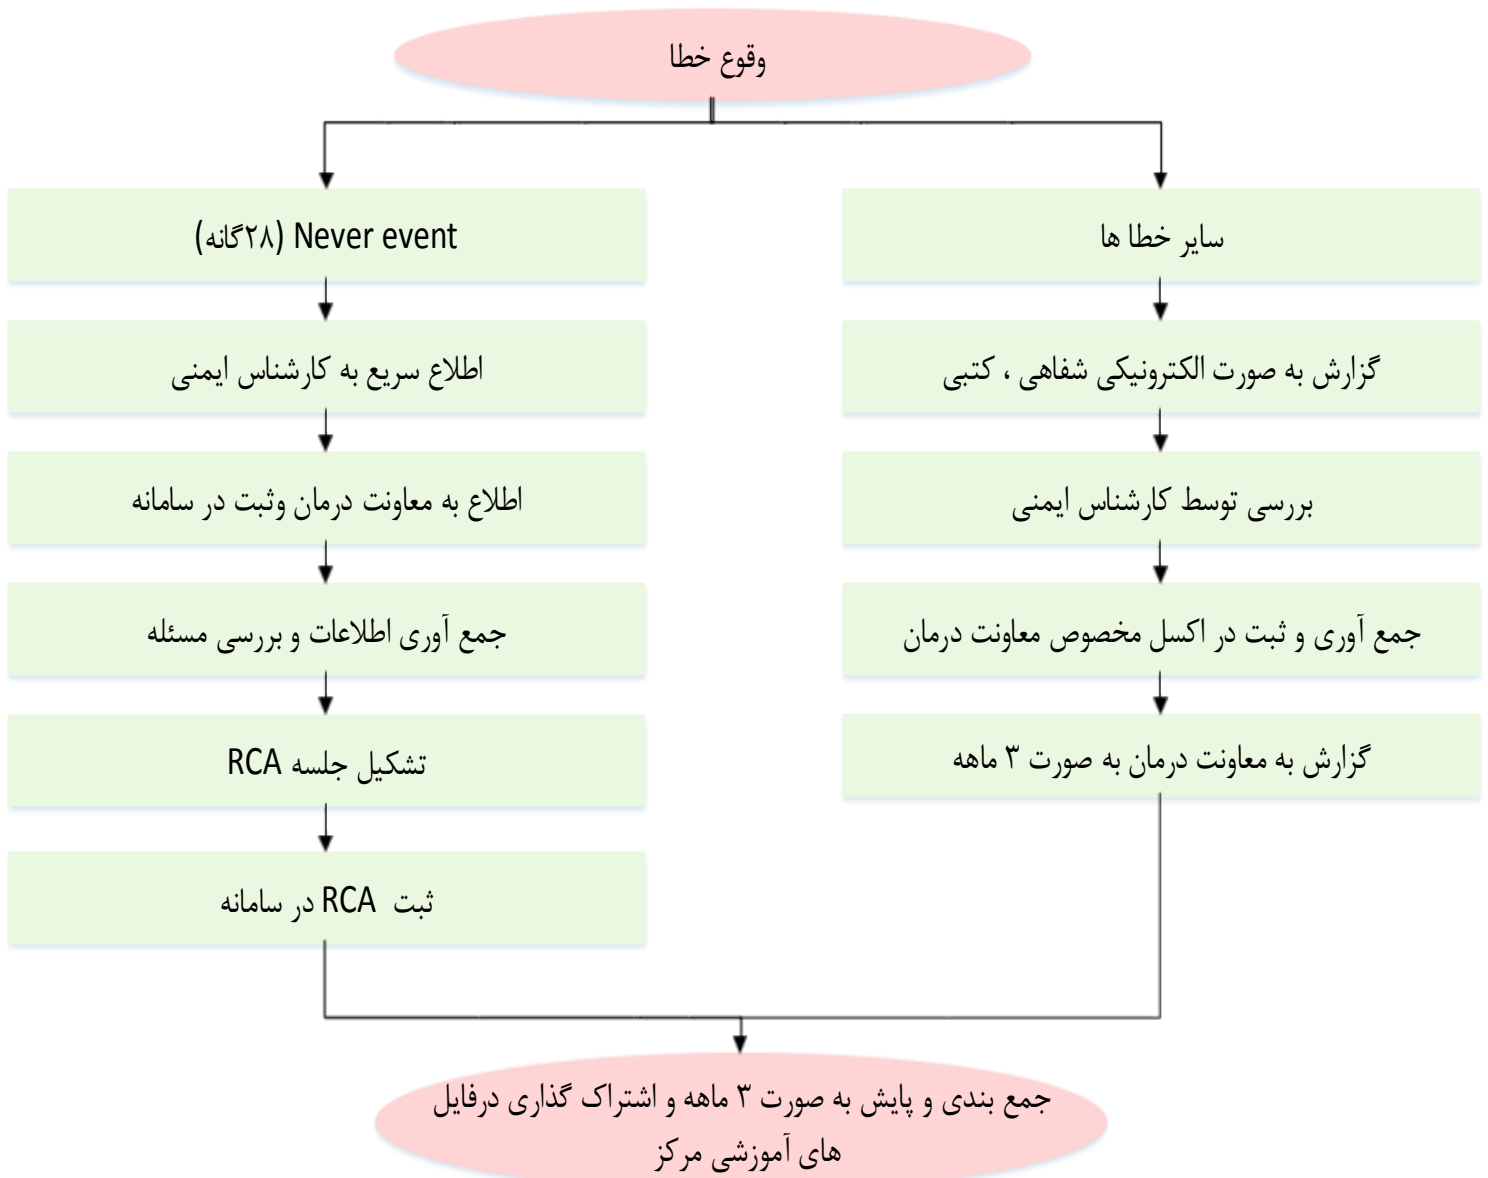 وقوع خطا
سایر خطا ها
گزارش به صورت الکترونیکی شفاهی ، کتبی
بررسی توسط کارشناس ایمنی
جمع آوری و ثبت در اکسل مخصوص معاونت درمان
گزارش به معاونت درمان به صورت ۳ ماهه
Never event (۲۸گانه)
اطلاع سریع به کارشناس ایمنی
اطلاع به معاونت درمان وثبت در سامانه
جمع آوری اطلاعات و بررسی مسئله
تشکیل جلسه RCA
ثبت RCA در سامانه
جمع بندی و پایش به صورت ۳ ماهه و اشتراک گذاری درفایل
های آموزشی مرکز